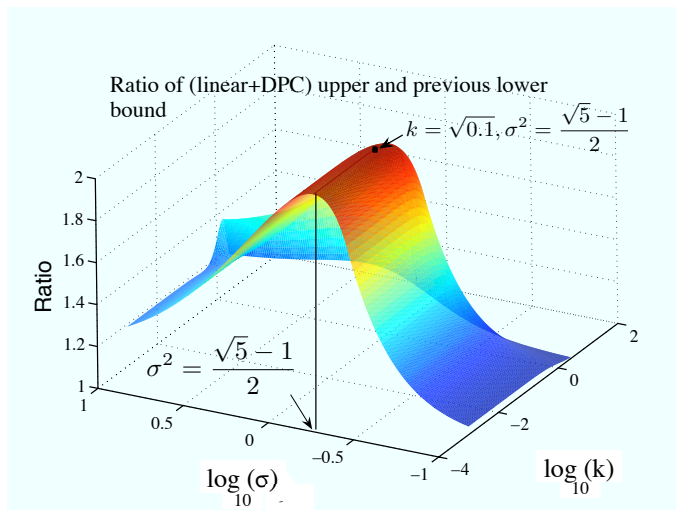 Ratio of (linear+DPC) upper and previous lower
bound
k = √0.1, σ² = (√5 − 1)/2
2
1.8
1.6
1.4
1.2
1
Ratio
σ² = (√5 − 1)/2
1
0.5
0
−0.5
−1
−4
−2
0
2
log₁₀(σ)
log₁₀(k)